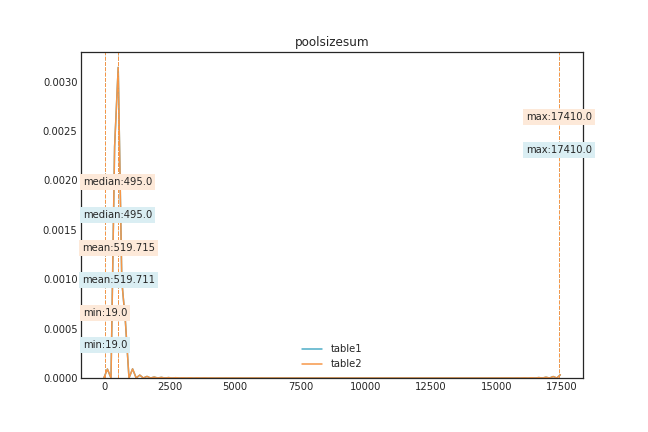 poolsizesum
0.0030
0.0025
0.0020
0.0015
0.0010
0.0005
0.0000
max:17410.0
max:17410.0
median:495.0
median:495.0
mean:519.715
mean:519.711
min:19.0
min:19.0
table1
table2
0
2500
5000
7500
10000
12500
15000
17500